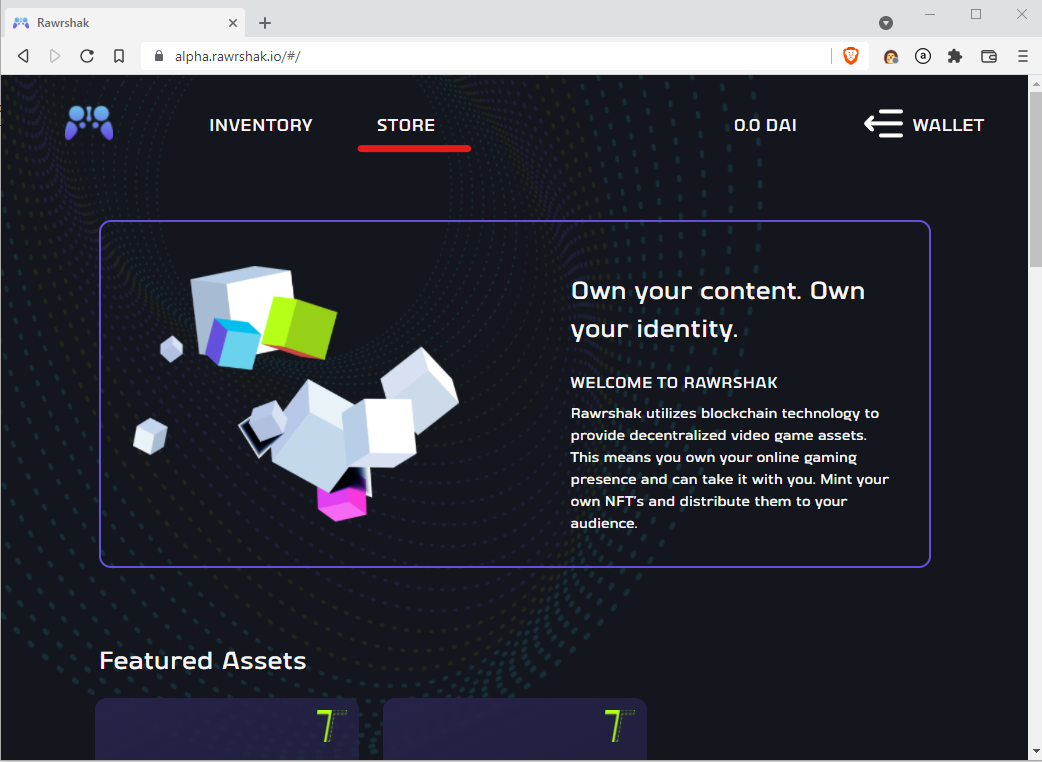 Rawrshak
alpha.rawrshak.io/#/
INVENTORY
STORE
0.0 DAI
WALLET
Own your content. Own
your identity.
WELCOME TO RAWRSHAK
Rawrshak utilizes blockchain technology to
provide decentralized video game assets.
This means you own your online gaming
presence and can take it with you. Mint your
own NFT's and distribute them to your
audience.
Featured Assets
7
7